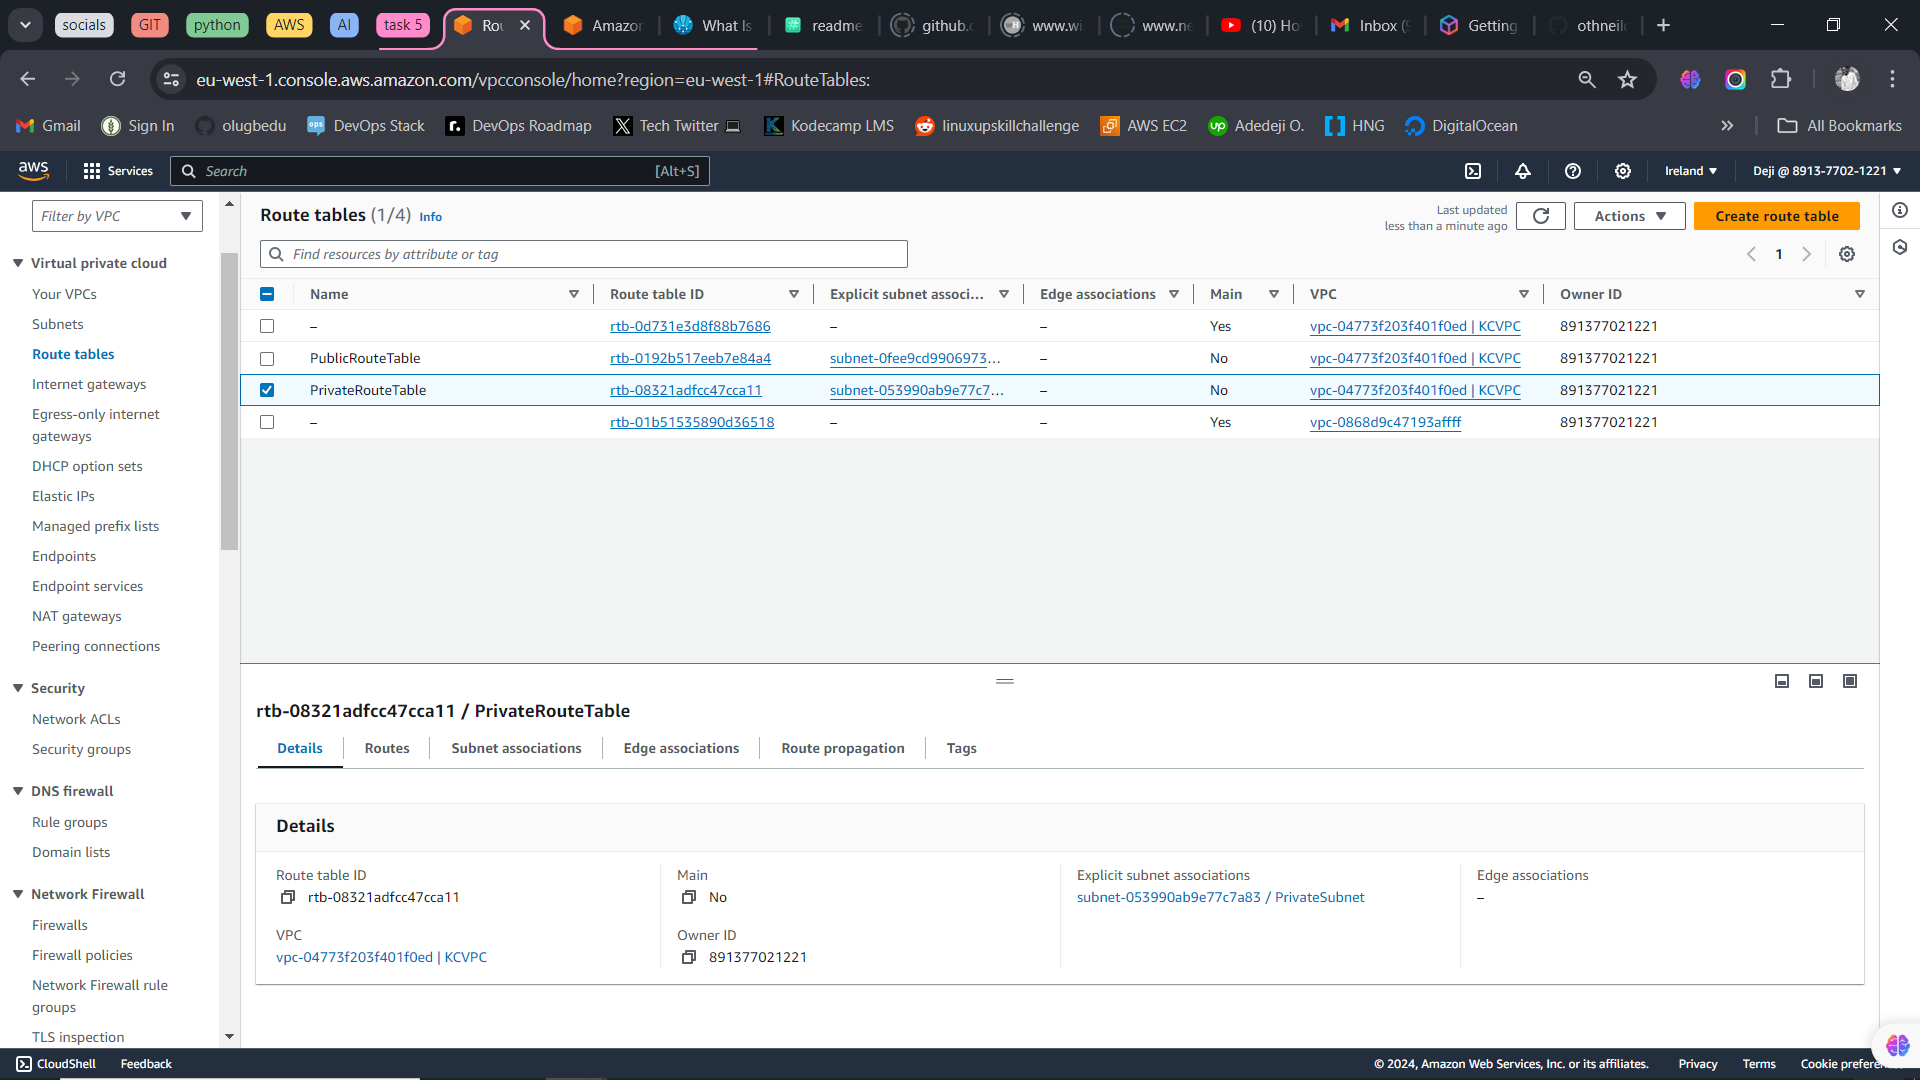 socials GIT python AWS AI task 5 Rou Amazon What Is readme github. www.wi www.ne (10) Ho Inbox (9 Getting othneild
eu-west-1.console.aws.amazon.com/vpcconsole/home?region=eu-west-1#RouteTables:
Gmail Sign In olugbedu DevOps Stack DevOps Roadmap Tech Twitter Kodecamp LMS linuxupskillchallenge AWS EC2 Adedeji O. HNG DigitalOcean All Bookmarks
aws Services Search [Alt+S] Ireland Deji @ 8913-7702-1221
Filter by VPC
Virtual private cloud
Your VPCs
Subnets
Route tables
Internet gateways
Egress-only internet
gateways
DHCP option sets
Elastic IPs
Managed prefix lists
Endpoints
Endpoint services
NAT gateways
Peering connections
Security
Network ACLs
Security groups
DNS firewall
Rule groups
Domain lists
Network Firewall
Firewalls
Firewall policies
Network Firewall rule
groups
TLS inspection
Route tables (1/4) Info
Last updated
less than a minute ago
Actions
Create route table
Find resources by attribute or tag
1
Name Route table ID Explicit subnet associ... Edge associations Main VPC Owner ID
– rtb-0d731e3d8f88b7686 – – Yes vpc-04773f203f401f0ed | KCVPC 891377021221
PublicRouteTable rtb-0192b517eeb7e84a4 subnet-0fee9cd9906973... – No vpc-04773f203f401f0ed | KCVPC 891377021221
PrivateRouteTable rtb-08321adfcc47cca11 subnet-053990ab9e77c7... – No vpc-04773f203f401f0ed | KCVPC 891377021221
– rtb-01b51535890d36518 – – Yes vpc-0868d9c47193affff 891377021221
rtb-08321adfcc47cca11 / PrivateRouteTable
Details Routes Subnet associations Edge associations Route propagation Tags
Details
Route table ID
rtb-08321adfcc47cca11
Main
No
Explicit subnet associations
subnet-053990ab9e77c7a83 / PrivateSubnet
Edge associations
–
VPC
vpc-04773f203f401f0ed | KCVPC
Owner ID
891377021221
CloudShell Feedback © 2024, Amazon Web Services, Inc. or its affiliates. Privacy Terms Cookie prefere